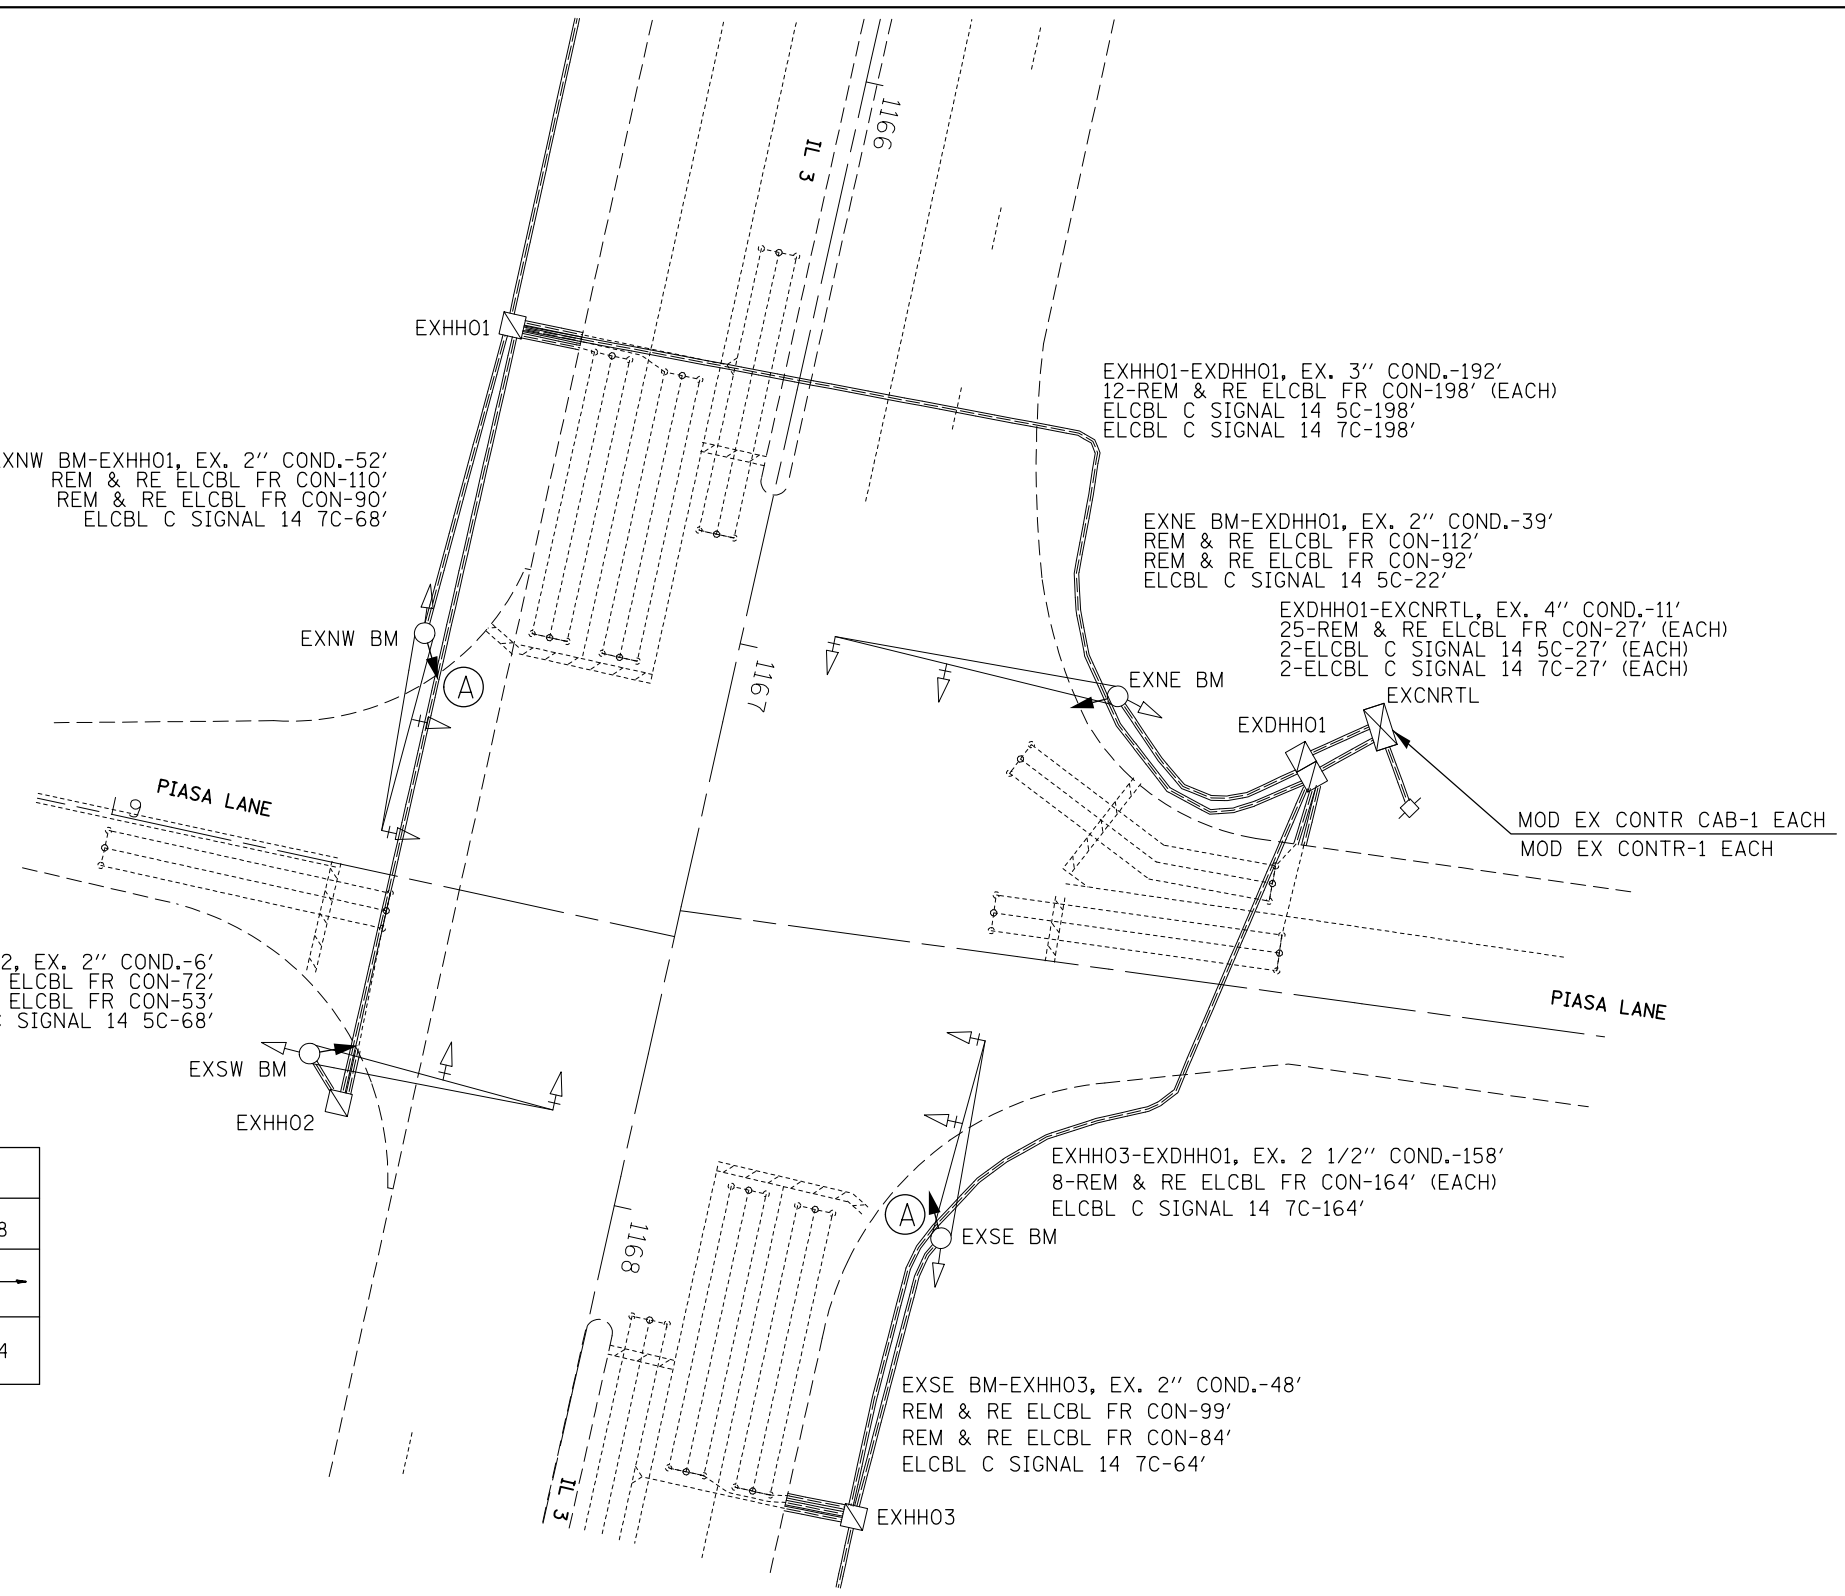 1166
IL 3
EXHH01
EXHH01-EXDHH01, EX. 3'' COND.-192'
12-REM & RE ELCBL FR CON-198' (EACH)
ELCBL C SIGNAL 14 5C-198'
ELCBL C SIGNAL 14 7C-198'
XNW BM-EXHH01, EX. 2'' COND.-52'
REM & RE ELCBL FR CON-110'
REM & RE ELCBL FR CON-90'
ELCBL C SIGNAL 14 7C-68'
EXNE BM-EXDHH01, EX. 2'' COND.-39'
REM & RE ELCBL FR CON-112'
REM & RE ELCBL FR CON-92'
ELCBL C SIGNAL 14 5C-22'
EXDHH01-EXCNRTL, EX. 4'' COND.-11'
25-REM & RE ELCBL FR CON-27' (EACH)
2-ELCBL C SIGNAL 14 5C-27' (EACH)
2-ELCBL C SIGNAL 14 7C-27' (EACH)
EXNW BM
A
1167
EXNE BM
EXCNRTL
EXDHH01
PIASA LANE
9
MOD EX CONTR CAB-1 EACH
MOD EX CONTR-1 EACH
2, EX. 2'' COND.-6'
ELCBL FR CON-72'
ELCBL FR CON-53'
C SIGNAL 14 5C-68'
PIASA LANE
EXSW BM
EXHH02
EXHH03-EXDHH01, EX. 2 1/2'' COND.-158'
8-REM & RE ELCBL FR CON-164' (EACH)
ELCBL C SIGNAL 14 7C-164'
A
EXSE BM
1168
8
4
EXSE BM-EXHH03, EX. 2'' COND.-48'
REM & RE ELCBL FR CON-99'
REM & RE ELCBL FR CON-84'
ELCBL C SIGNAL 14 7C-64'
IL 3
EXHH03